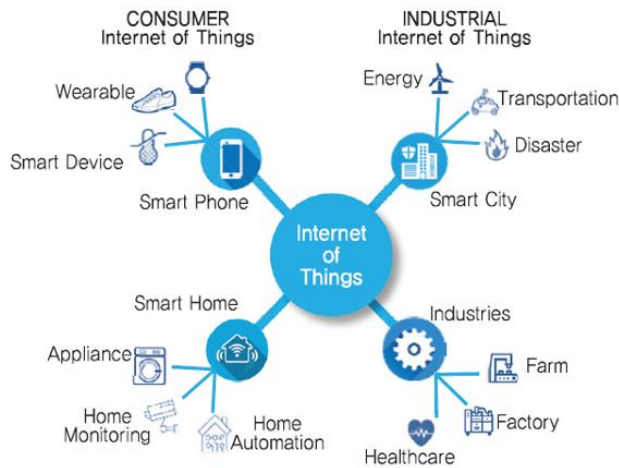 CONSUMER
Internet of Things
INDUSTRIAL
Internet of Things
Wearable
Smart Device
Smart Phone
Energy
Transportation
Disaster
Smart City
Internet
of
Things
Smart Home
Appliance
Home
Monitoring
Home
Automation
Industries
Farm
Factory
Healthcare